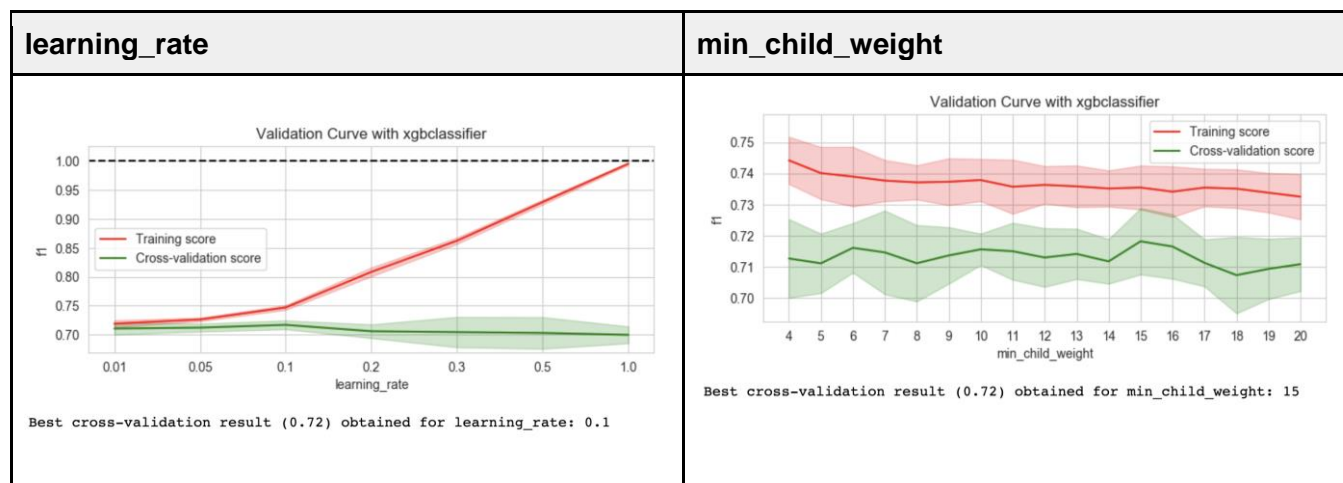 learning_rate
min_child_weight
Validation Curve with xgbclassifier
1.00
0.95
0.90
0.85
0.80
0.75
0.70
f1
Training score
Cross-validation score
0.01 0.05 0.1 0.2 0.3 0.5 1.0
learning_rate
Best cross-validation result (0.72) obtained for learning_rate: 0.1
Validation Curve with xgbclassifier
0.75
0.74
0.73
0.72
0.71
0.70
f1
Training score
Cross-validation score
4 5 6 7 8 9 10 11 12 13 14 15 16 17 18 19 20
min_child_weight
Best cross-validation result (0.72) obtained for min_child_weight: 15